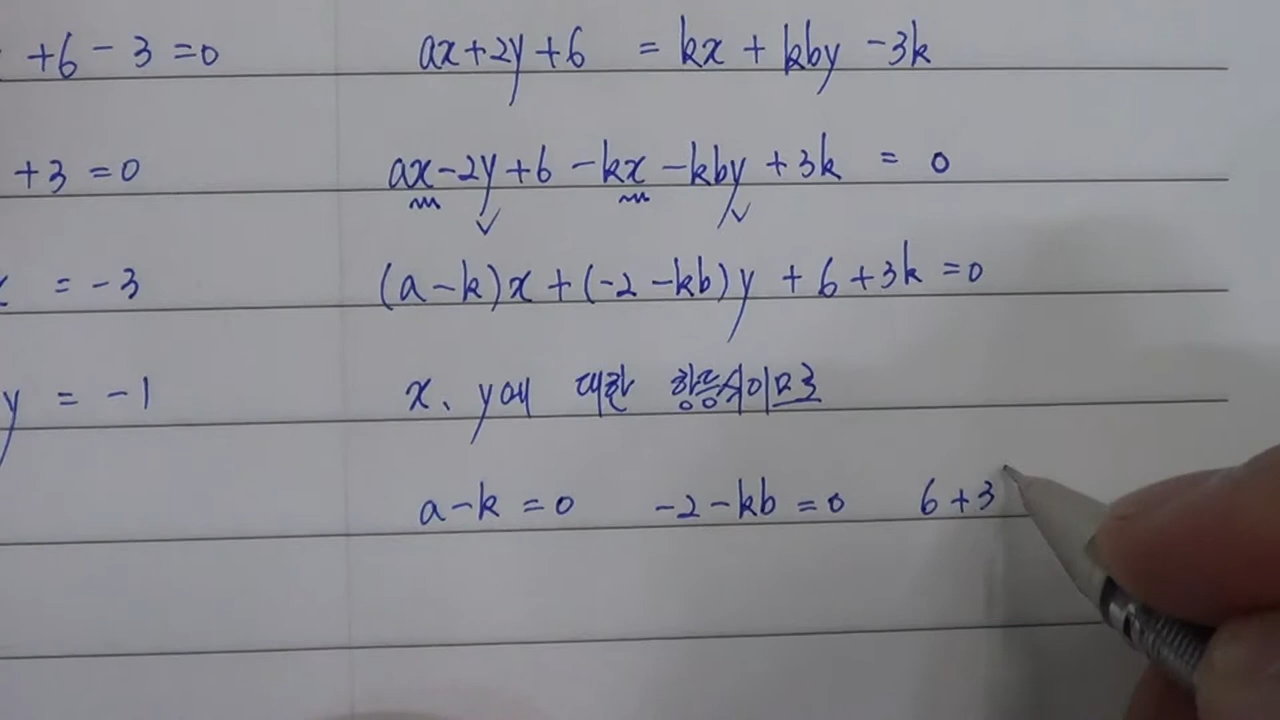 +6 - 3 = 0
ax + 2y + 6 = kx + kby - 3k
+3 = 0
ax - 2y + 6 - kx - kby + 3k = 0
= -3
(a - k)x + (-2 - kb)y + 6 + 3k = 0
y = -1
x, y에 대한 항등식이므로
a - k = 0 -2 - kb = 0 6 + 3